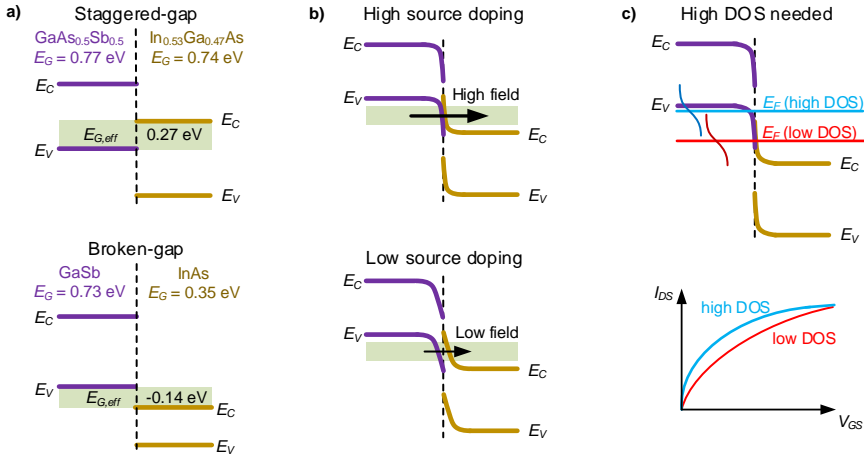 a)
Staggered-gap
GaAs0.5Sb0.5
EG = 0.77 eV
In0.53Ga0.47As
EG = 0.74 eV
EC
EV
EG,eff
0.27 eV
EC
EV
Broken-gap
GaSb
EG = 0.73 eV
InAs
EG = 0.35 eV
EC
EV
EG,eff
-0.14 eV
EC
EV
b)
High source doping
EC
EV
High field
EC
EV
Low source doping
EC
EV
Low field
EC
EV
c)
High DOS needed
EC
EV
EF (high DOS)
EF (low DOS)
EC
EV
IDS
high DOS
low DOS
VGS